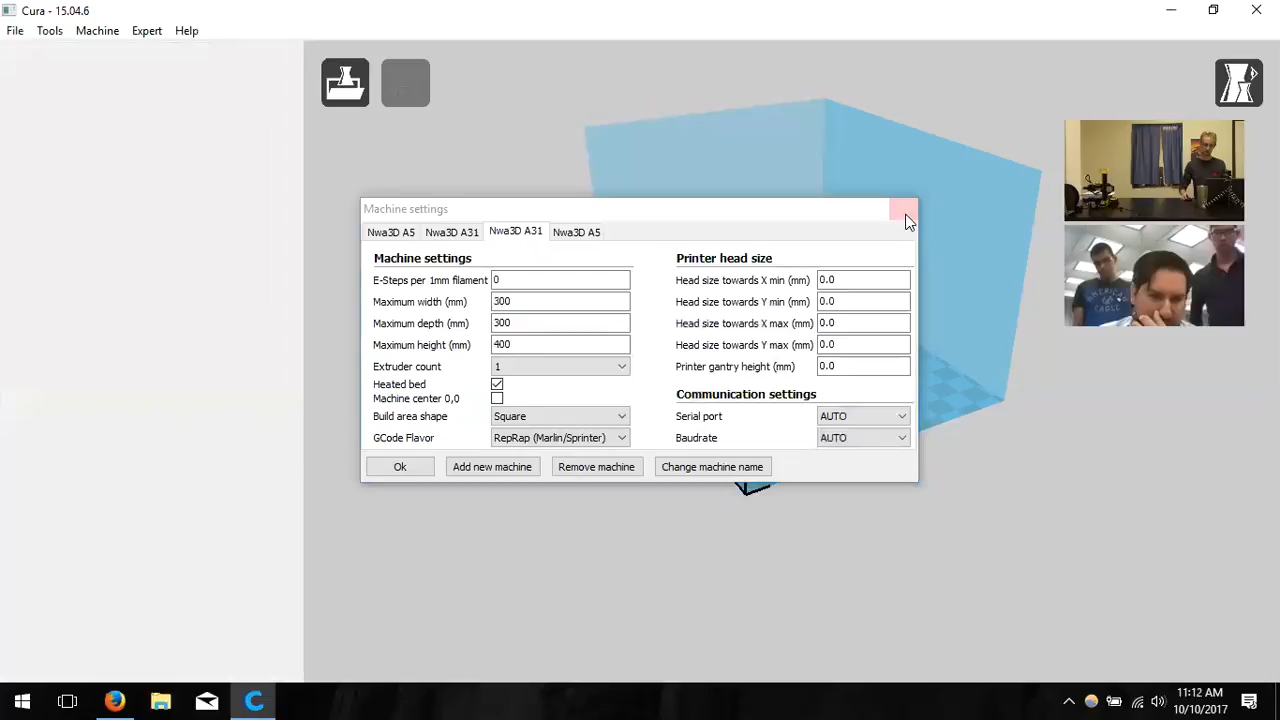 Cura - 15.04.6
File Tools Machine Expert Help
Machine settings
Nwa3D A5 Nwa3D A31 Nwa3D A31 Nwa3D A5
Machine settings
E-Steps per 1mm filament 0
Maximum width (mm) 300
Maximum depth (mm) 300
Maximum height (mm) 400
Extruder count 1
Heated bed
Machine center 0,0
Build area shape Square
GCode Flavor RepRap (Marlin/Sprinter)
Printer head size
Head size towards X min (mm) 0.0
Head size towards Y min (mm) 0.0
Head size towards X max (mm) 0.0
Head size towards Y max (mm) 0.0
Printer gantry height (mm) 0.0
Communication settings
Serial port AUTO
Baudrate AUTO
Ok Add new machine Remove machine Change machine name
AMERICAN
EAGLE
11:12 AM
10/10/2017